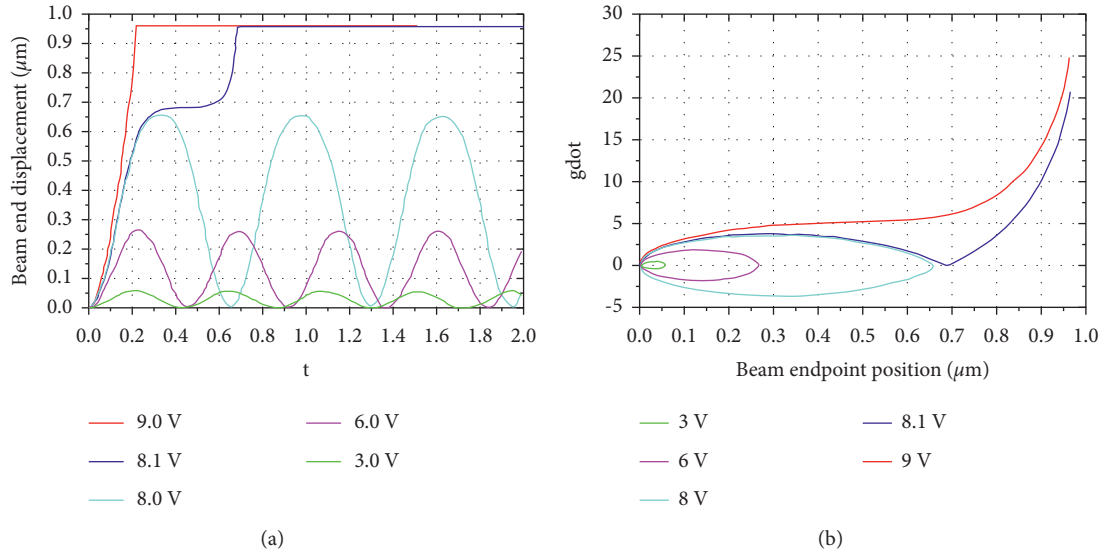 1.0
0.9
0.8
0.7
0.6
0.5
0.4
0.3
0.2
0.1
0.0
Beam end displacement (μm)
0.0 0.2 0.4 0.6 0.8 1.0 1.2 1.4 1.6 1.8 2.0
t
9.0 V
8.1 V
8.0 V
6.0 V
3.0 V
(a)
30
25
20
15
10
5
0
−5
gdot
0.0 0.1 0.2 0.3 0.4 0.5 0.6 0.7 0.8 0.9 1.0
Beam endpoint position (μm)
3 V
6 V
8 V
8.1 V
9 V
(b)